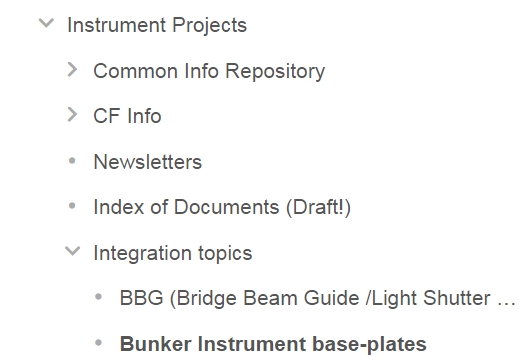 Instrument Projects
Common Info Repository
CF Info
Newsletters
Index of Documents (Draft!)
Integration topics
BBG (Bridge Beam Guide /Light Shutter …
Bunker Instrument base-plates